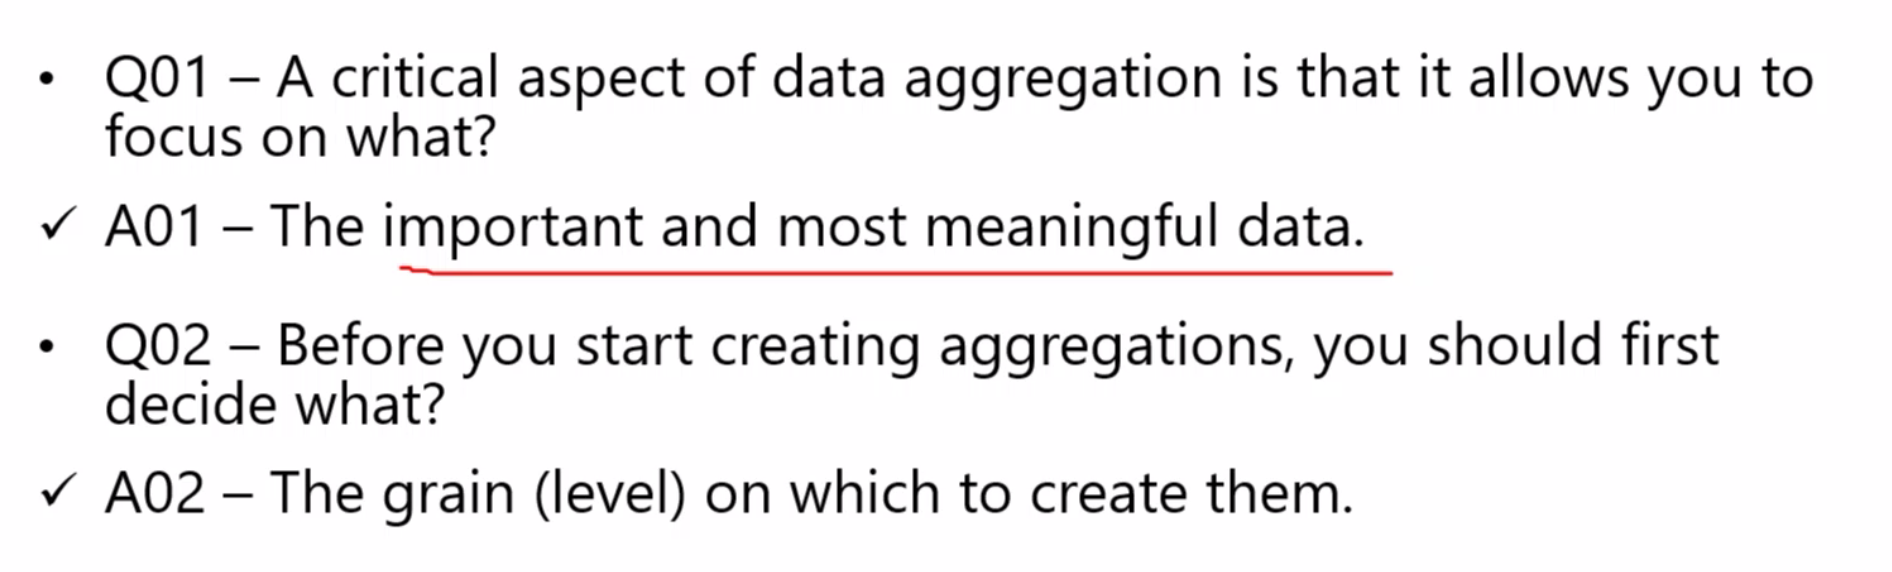 • Q01 – A critical aspect of data aggregation is that it allows you to
focus on what?
✓ A01 – The important and most meaningful data.
• Q02 – Before you start creating aggregations, you should first
decide what?
✓ A02 – The grain (level) on which to create them.